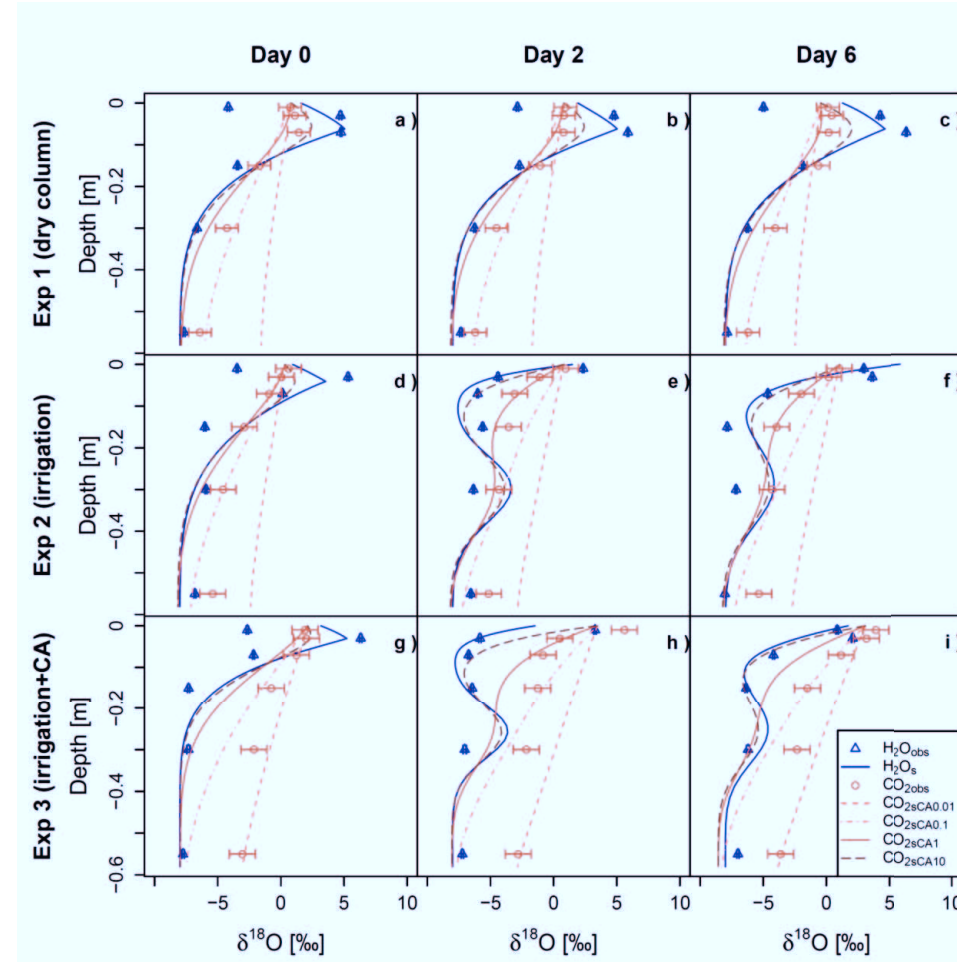 Day 0 Day 2 Day 6
Exp 1 (dry column)
Depth [m]
0
−0.2
−0.4
a )
b )
c )
Exp 2 (irrigation)
Depth [m]
0
−0.2
−0.4
d )
e )
f )
Exp 3 (irrigation+CA)
Depth [m]
0
−0.2
−0.4
−0.6
g )
h )
i )
H₂Oobs
H₂Os
CO₂obs
CO₂sCA0.01
CO₂sCA0.1
CO₂sCA1
CO₂sCA10
−5 0 5 10 −5 0 5 10 −5 0 5 10
δ¹⁸O [‰] δ¹⁸O [‰] δ¹⁸O [‰]